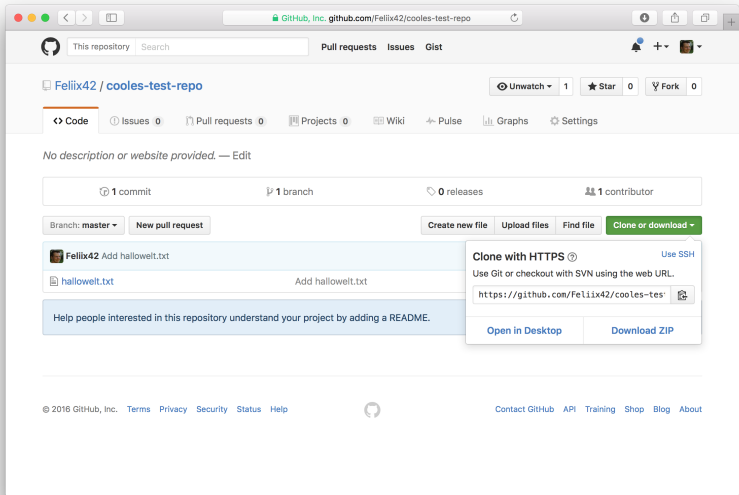 GitHub, Inc. github.com/Feliix42/cooles-test-repo
This repository Search Pull requests Issues Gist
Feliix42 / cooles-test-repo Unwatch 1 Star 0 Fork 0
Code Issues 0 Pull requests 0 Projects 0 Wiki Pulse Graphs Settings
No description or website provided. — Edit
1 commit 1 branch 0 releases 1 contributor
Branch: master New pull request Create new file Upload files Find file Clone or download
Feliix42 Add hallowelt.txt
hallowelt.txt Add hallowelt.txt
Help people interested in this repository understand your project by adding a README.
Clone with HTTPS Use SSH
Use Git or checkout with SVN using the web URL.
https://github.com/Feliix42/cooles-tes
Open in Desktop Download ZIP
© 2016 GitHub, Inc. Terms Privacy Security Status Help Contact GitHub API Training Shop Blog About